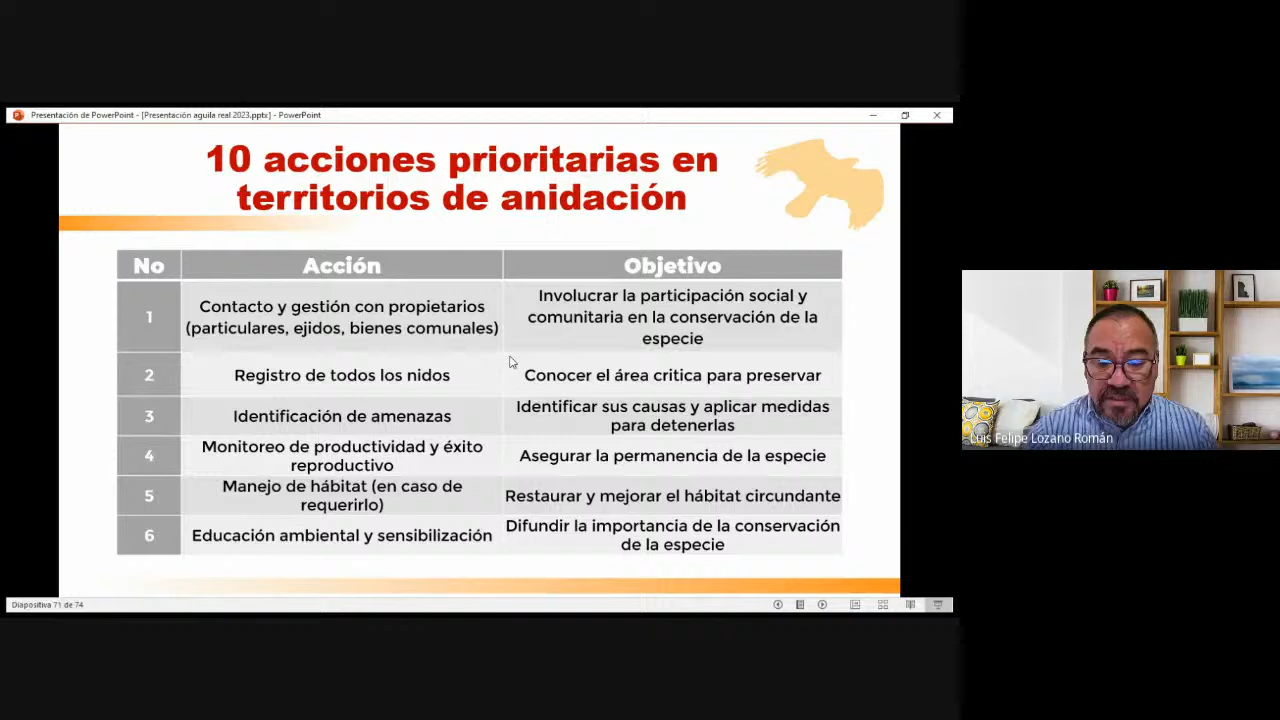 Presentación de PowerPoint - [Presentación aguila real 2023.pptx] - PowerPoint
10 acciones prioritarias en
territorios de anidación
No Acción Objetivo
1 Contacto y gestión con propietarios
(particulares, ejidos, bienes comunales)
Involucrar la participación social y
comunitaria en la conservación de la
especie
2 Registro de todos los nidos
Conocer el área critica para preservar
3 Identificación de amenazas
Identificar sus causas y aplicar medidas
para detenerlas
4 Monitoreo de productividad y éxito
reproductivo
Asegurar la permanencia de la especie
5 Manejo de hábitat (en caso de
requerirlo)
Restaurar y mejorar el hábitat circundante
6 Educación ambiental y sensibilización
Difundir la importancia de la conservación
de la especie
Diapositiva 71 de 74
Luis Felipe Lozano Román